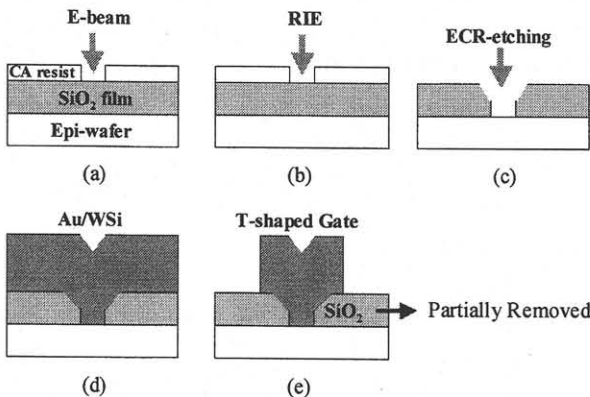 E-beam
RIE
ECR-etching
CA resist
SiO₂ film
Epi-wafer
(a)
(b)
(c)
Au/WSi
T-shaped Gate
SiO₂
Partially Removed
(d)
(e)